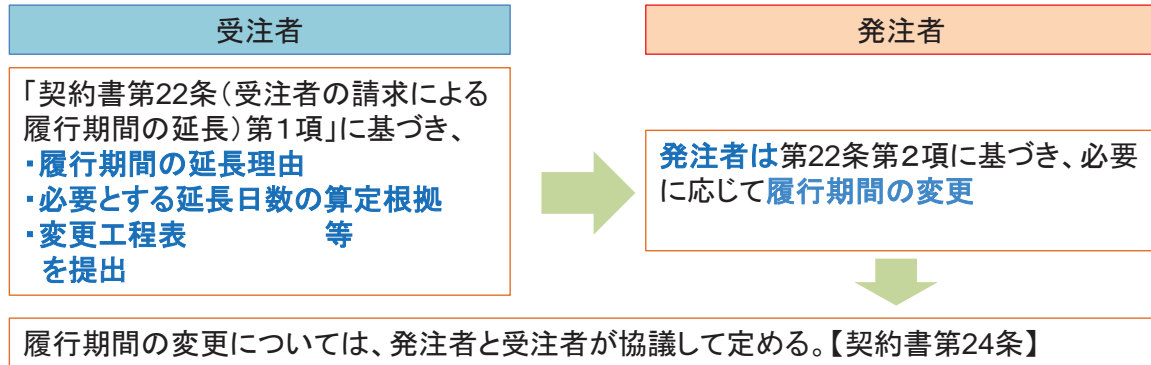 受注者
発注者
「契約書第22条(受注者の請求による
履行期間の延長)第1項」に基づき、
・履行期間の延長理由
・必要とする延長日数の算定根拠
・変更工程表　　　　　等
を提出
発注者は第22条第2項に基づき、必要
に応じて履行期間の変更
履行期間の変更については、発注者と受注者が協議して定める。【契約書第24条】